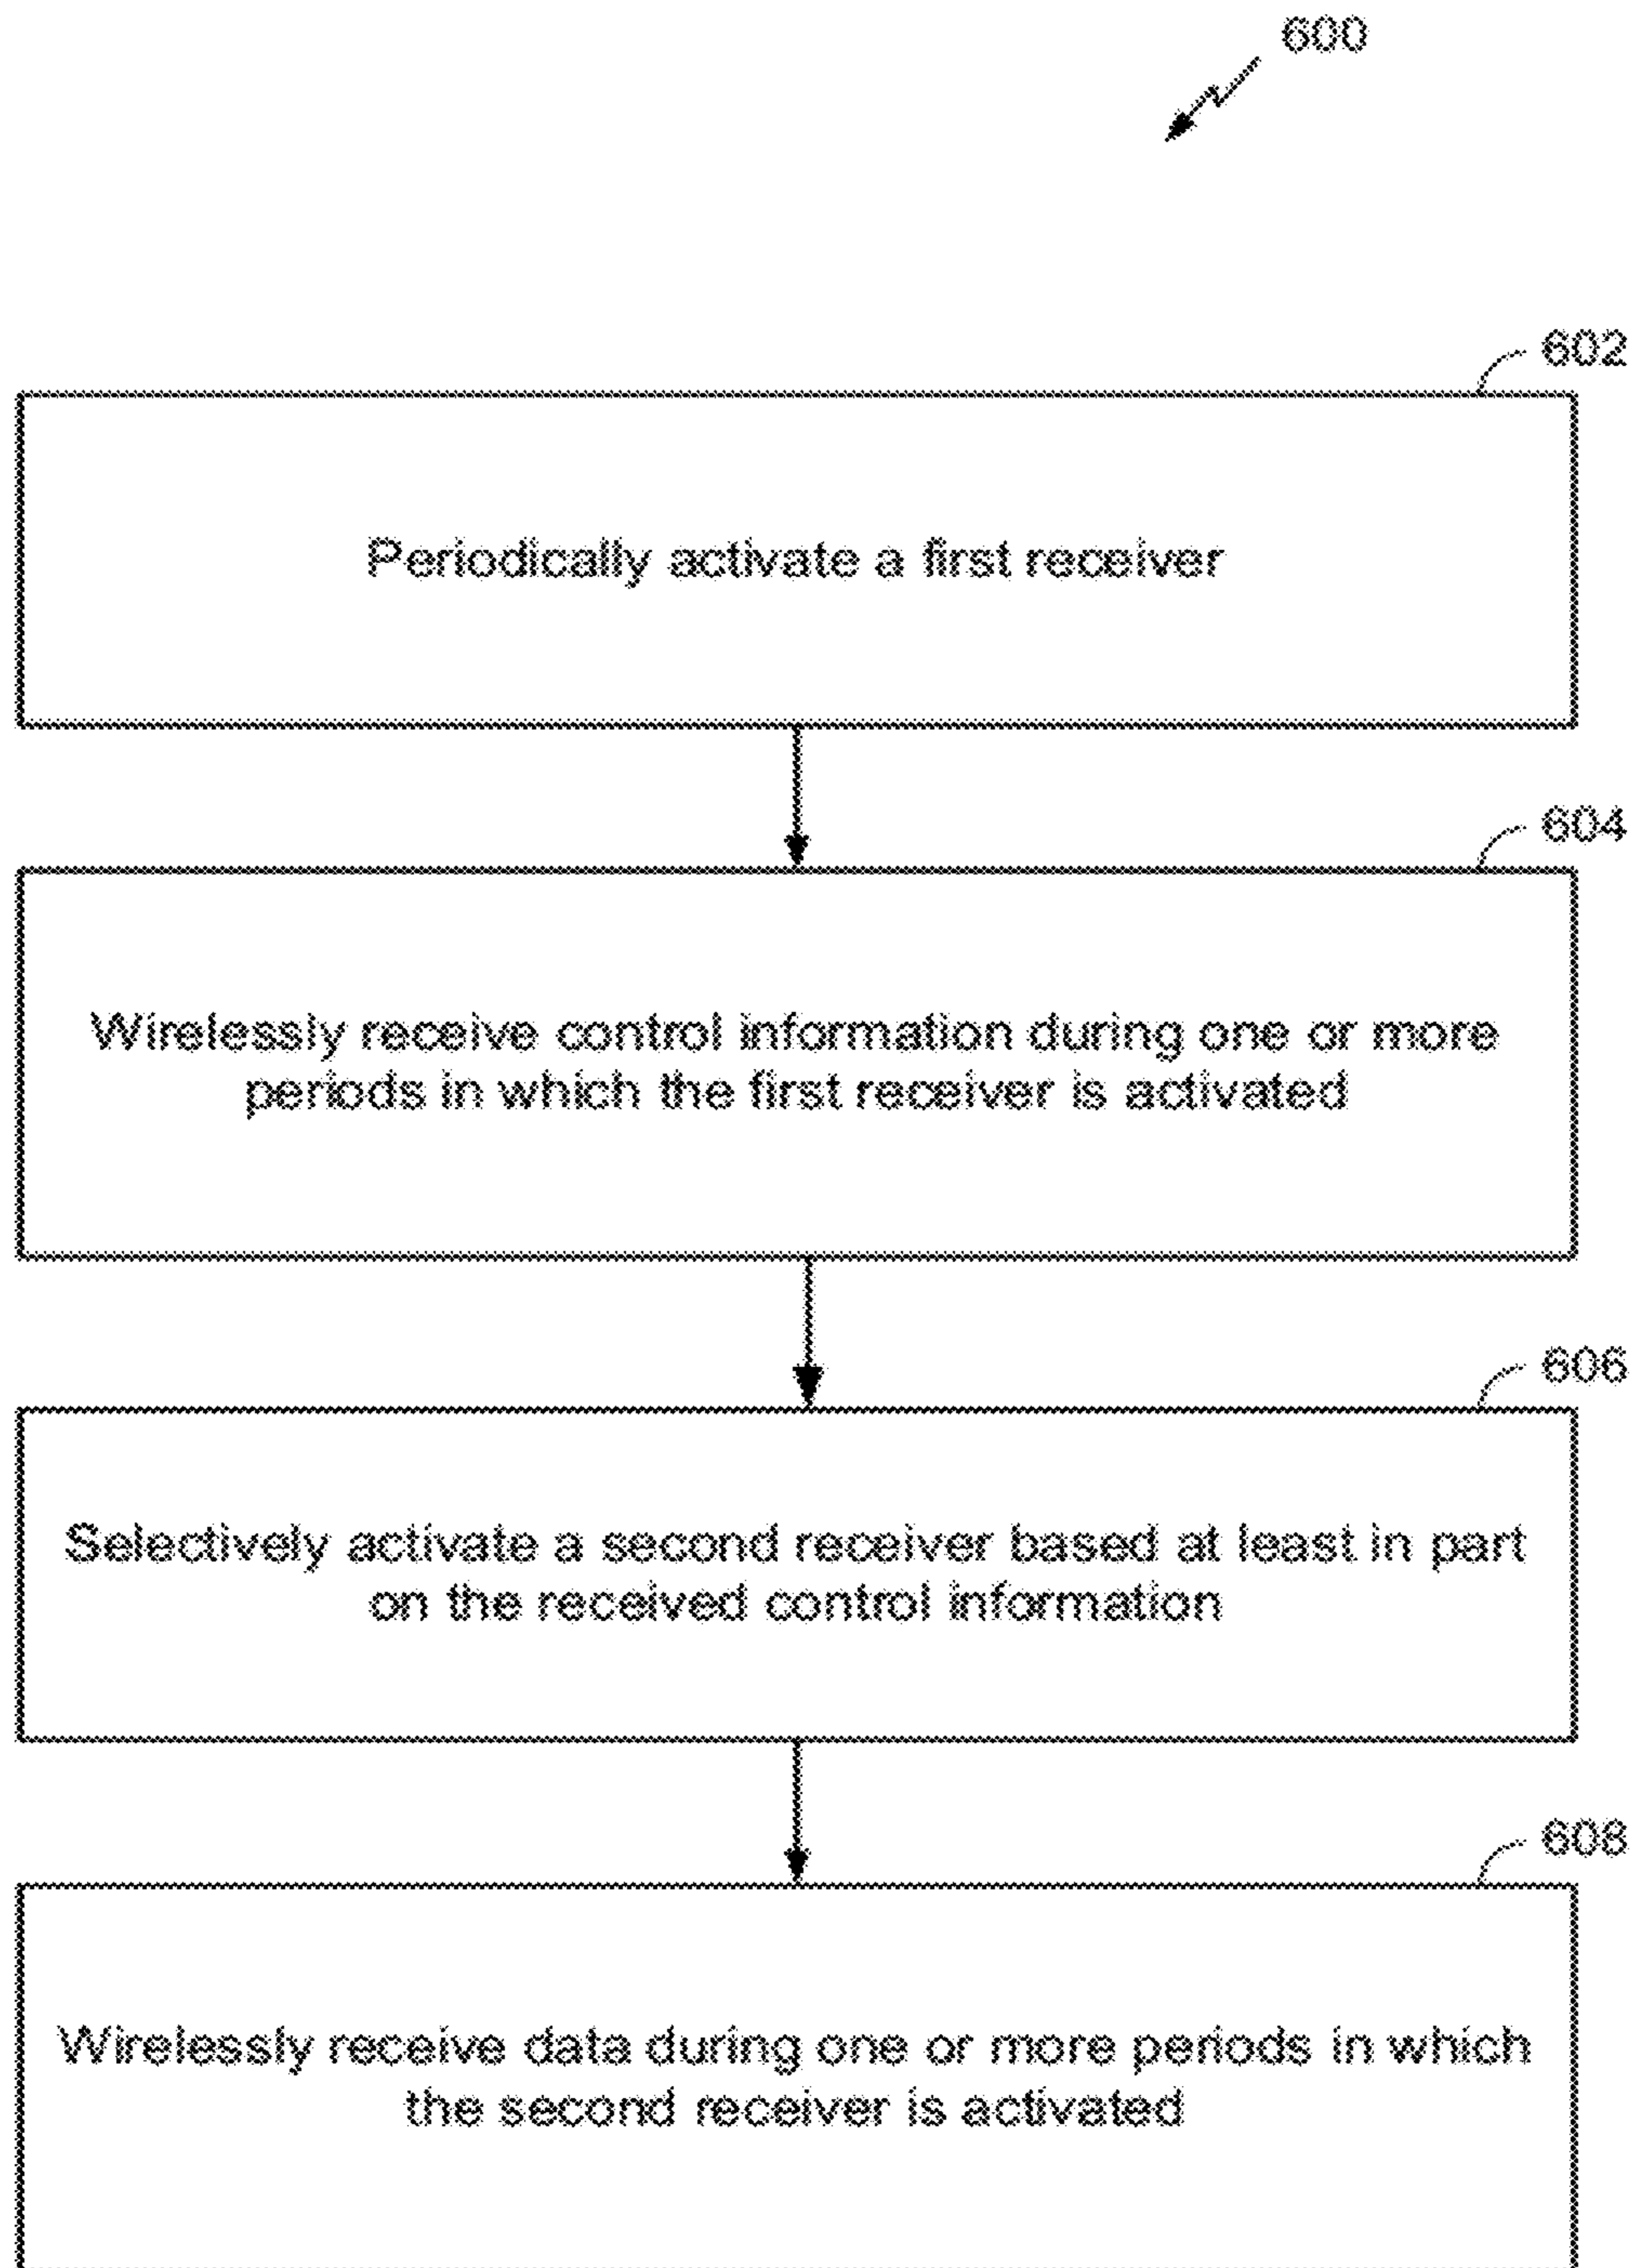 600
602
Periodically activate a first receiver
604
Wirelessly receive control information during one or more
periods in which the first receiver is activated
606
Selectively activate a second receiver based at least in part
on the received control information
608
Wirelessly receive data during one or more periods in which
the second receiver is activated